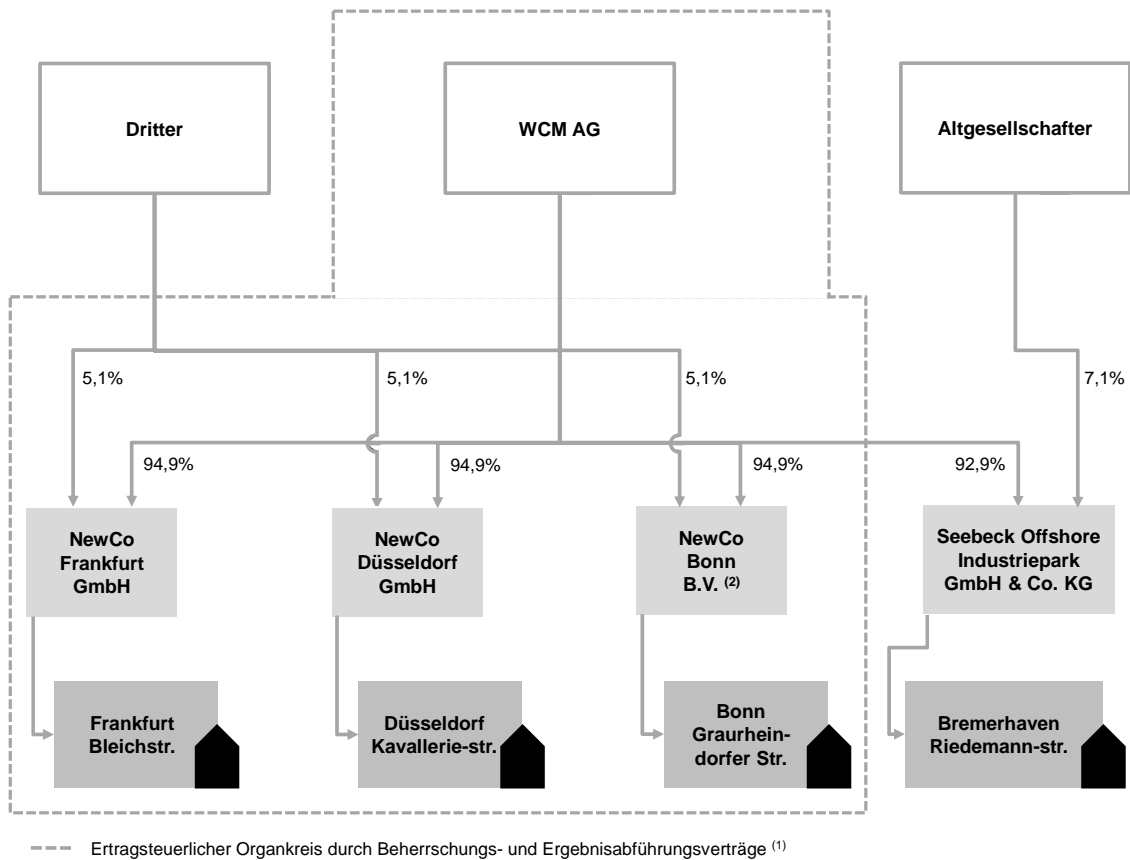 Dritter
WCM AG
Altgesellschafter
5,1%
5,1%
5,1%
7,1%
94,9%
94,9%
94,9%
92,9%
NewCo
Frankfurt
GmbH
NewCo
Düsseldorf
GmbH
NewCo
Bonn
B.V. (2)
Seebeck Offshore
Industriepark
GmbH & Co. KG
Frankfurt
Bleichstr.
Düsseldorf
Kavallerie-str.
Bonn
Graurhein-
dorfer Str.
Bremerhaven
Riedemann-str.
Ertragsteuerlicher Organkreis durch Beherrschungs- und Ergebnisabführungsverträge (1)